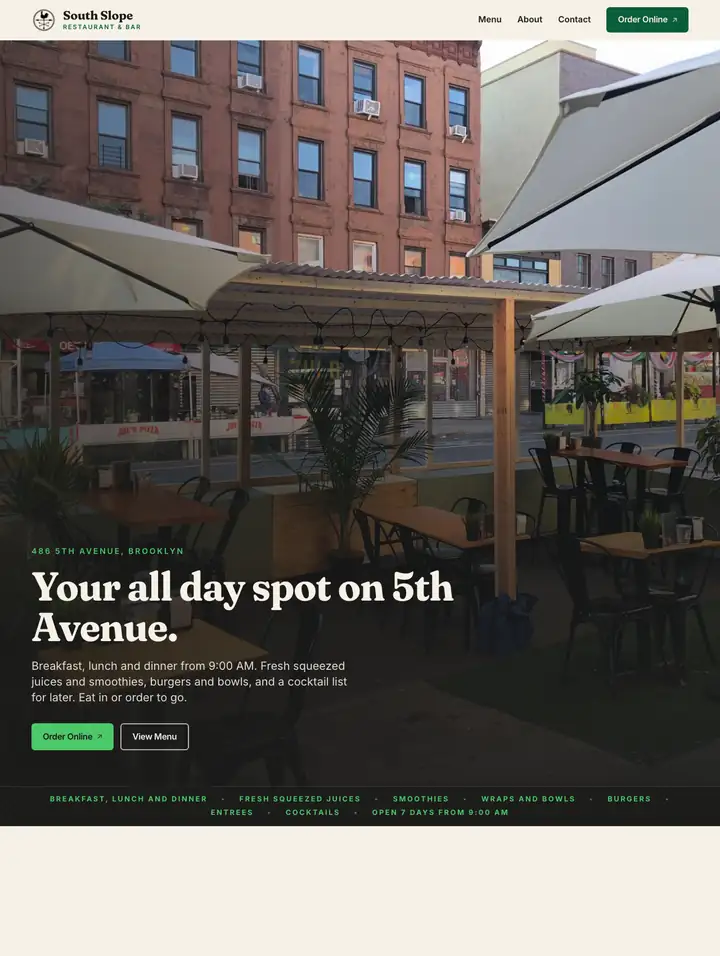 South Slope
RESTAURANT & BAR
Menu About Contact Order Online ↗
JOE'S PIZZA
486 5TH AVENUE, BROOKLYN
Your all day spot on 5th
Avenue.
Breakfast, lunch and dinner from 9:00 AM. Fresh squeezed
juices and smoothies, burgers and bowls, and a cocktail list
for later. Eat in or order to go.
Order Online ↗ View Menu
BREAKFAST, LUNCH AND DINNER • FRESH SQUEEZED JUICES • SMOOTHIES • WRAPS AND BOWLS • BURGERS •
ENTREES • COCKTAILS • OPEN 7 DAYS FROM 9:00 AM